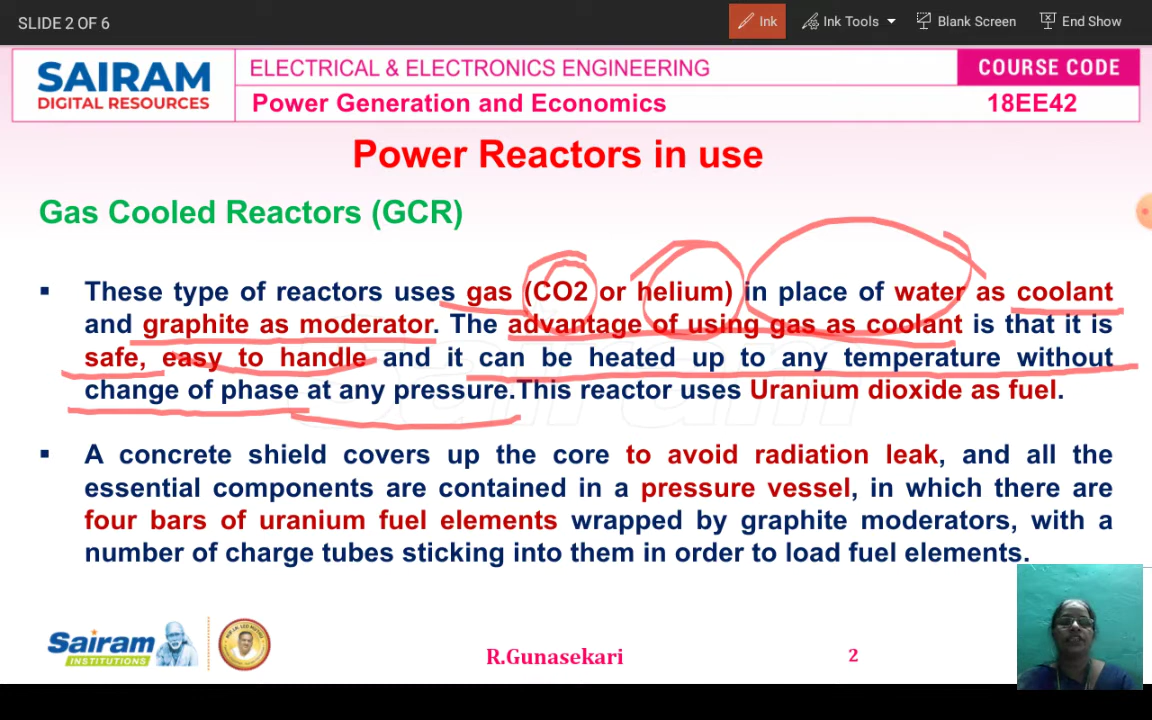 SLIDE 2 OF 6
Ink
Ink Tools
Blank Screen
End Show
SAIRAM
DIGITAL RESOURCES
ELECTRICAL & ELECTRONICS ENGINEERING
COURSE CODE
Power Generation and Economics
18EE42
Power Reactors in use
Gas Cooled Reactors (GCR)
▪ These type of reactors uses gas (CO2 or helium) in place of water as coolant
and graphite as moderator. The advantage of using gas as coolant is that it is
safe, easy to handle and it can be heated up to any temperature without
change of phase at any pressure.This reactor uses Uranium dioxide as fuel.
▪ A concrete shield covers up the core to avoid radiation leak, and all the
essential components are contained in a pressure vessel, in which there are
four bars of uranium fuel elements wrapped by graphite moderators, with a
number of charge tubes sticking into them in order to load fuel elements.
Sairam
INSTITUTIONS
R.Gunasekari
2